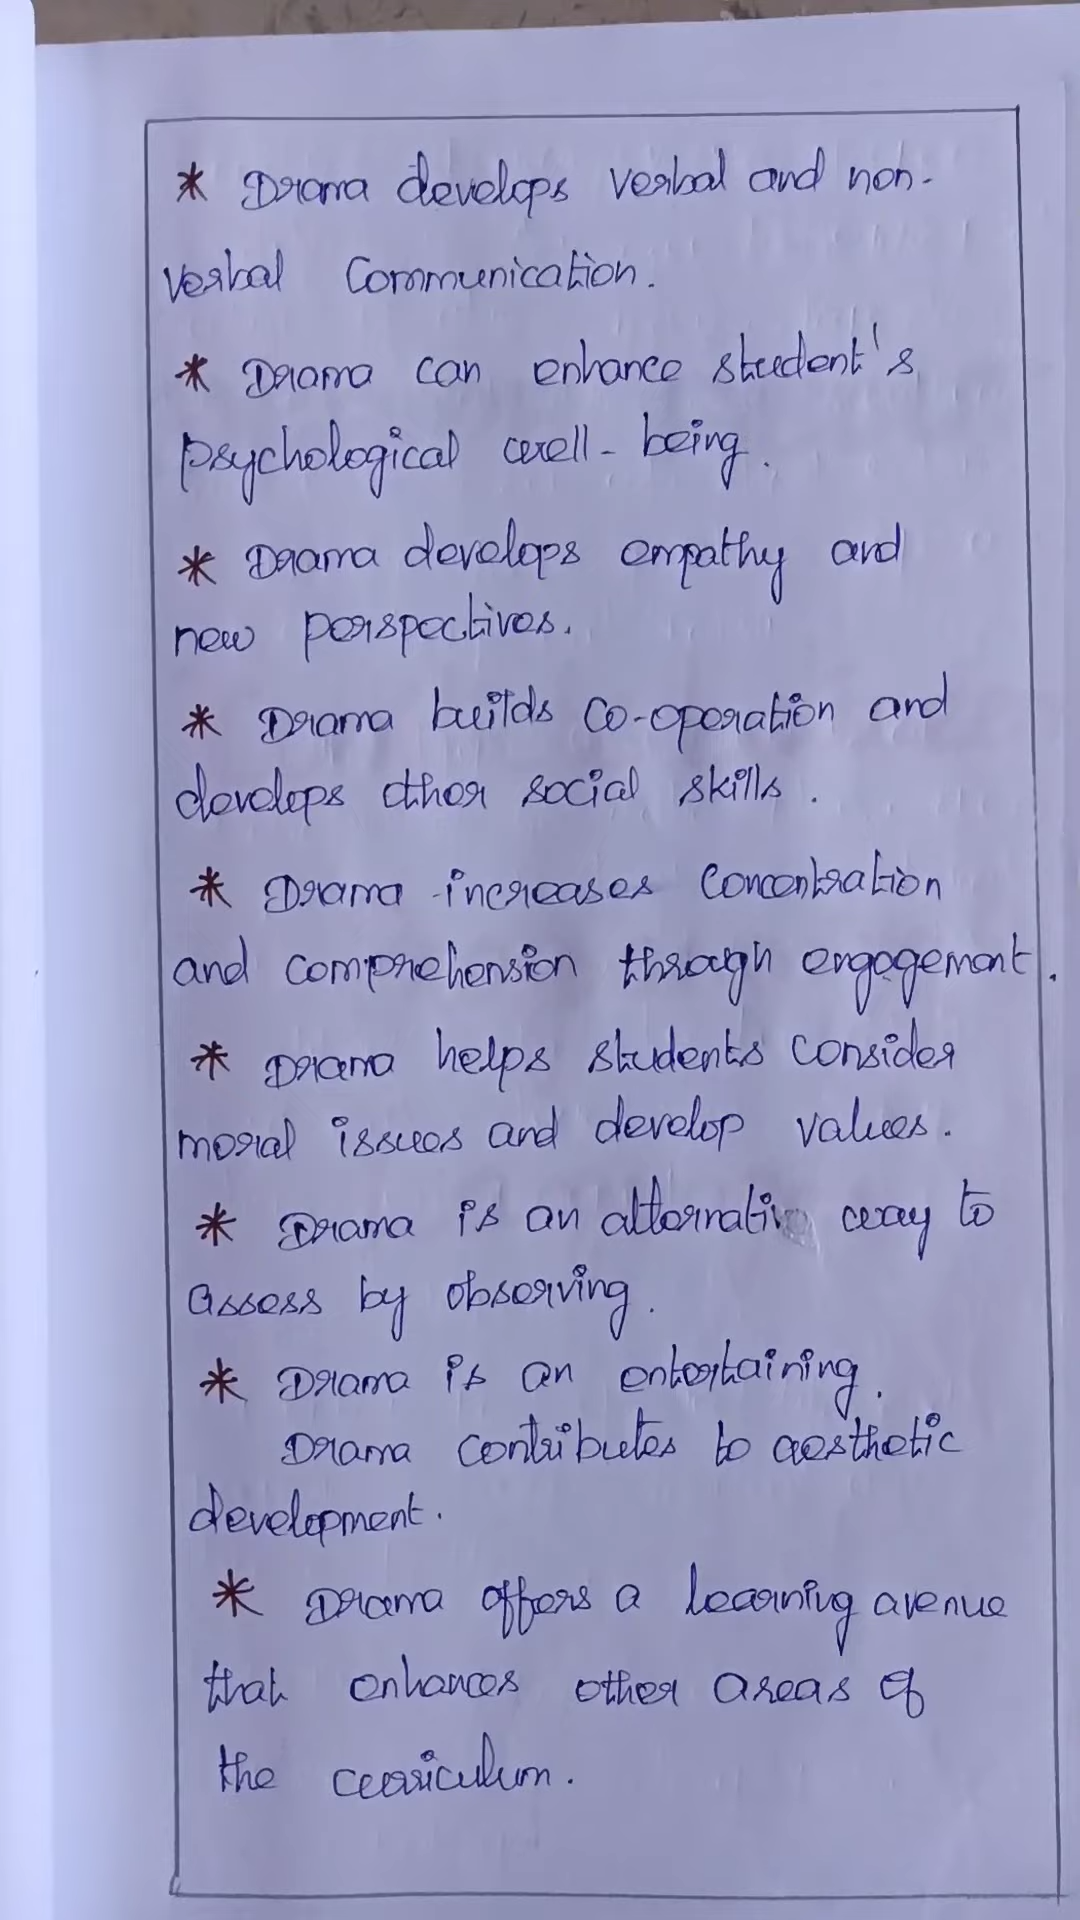 * Drama develops verbal and non-
verbal Communication.
* Drama can enhance student's
psychological well-being.
* Drama develops empathy and
new perspectives.
* Drama builds co-operation and
develops other social skills.
* Drama increases concentration
and comprehension through engagement.
* Drama helps students consider
moral issues and develop values.
* Drama is an alternative way to
assess by observing.
* Drama is an entertaining.
Drama contributes to aesthetic
development.
* Drama offers a learning avenue
that enhances other areas of
the curriculum.